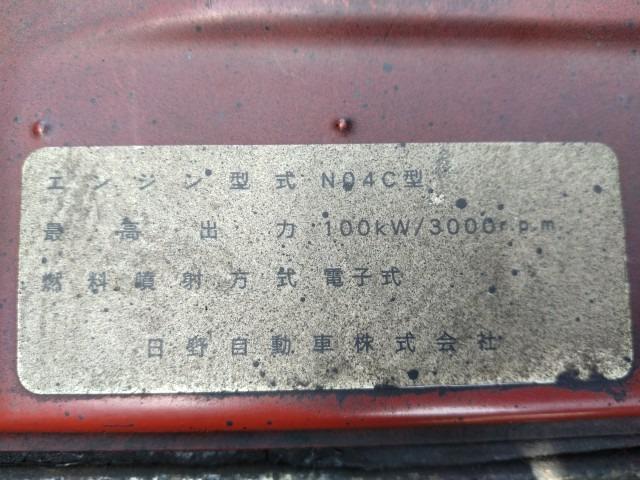 エンジン型式 N04C型
最高出力 100kW/3000r.p.m.
燃料噴射方式 電子式
日野自動車株式会社